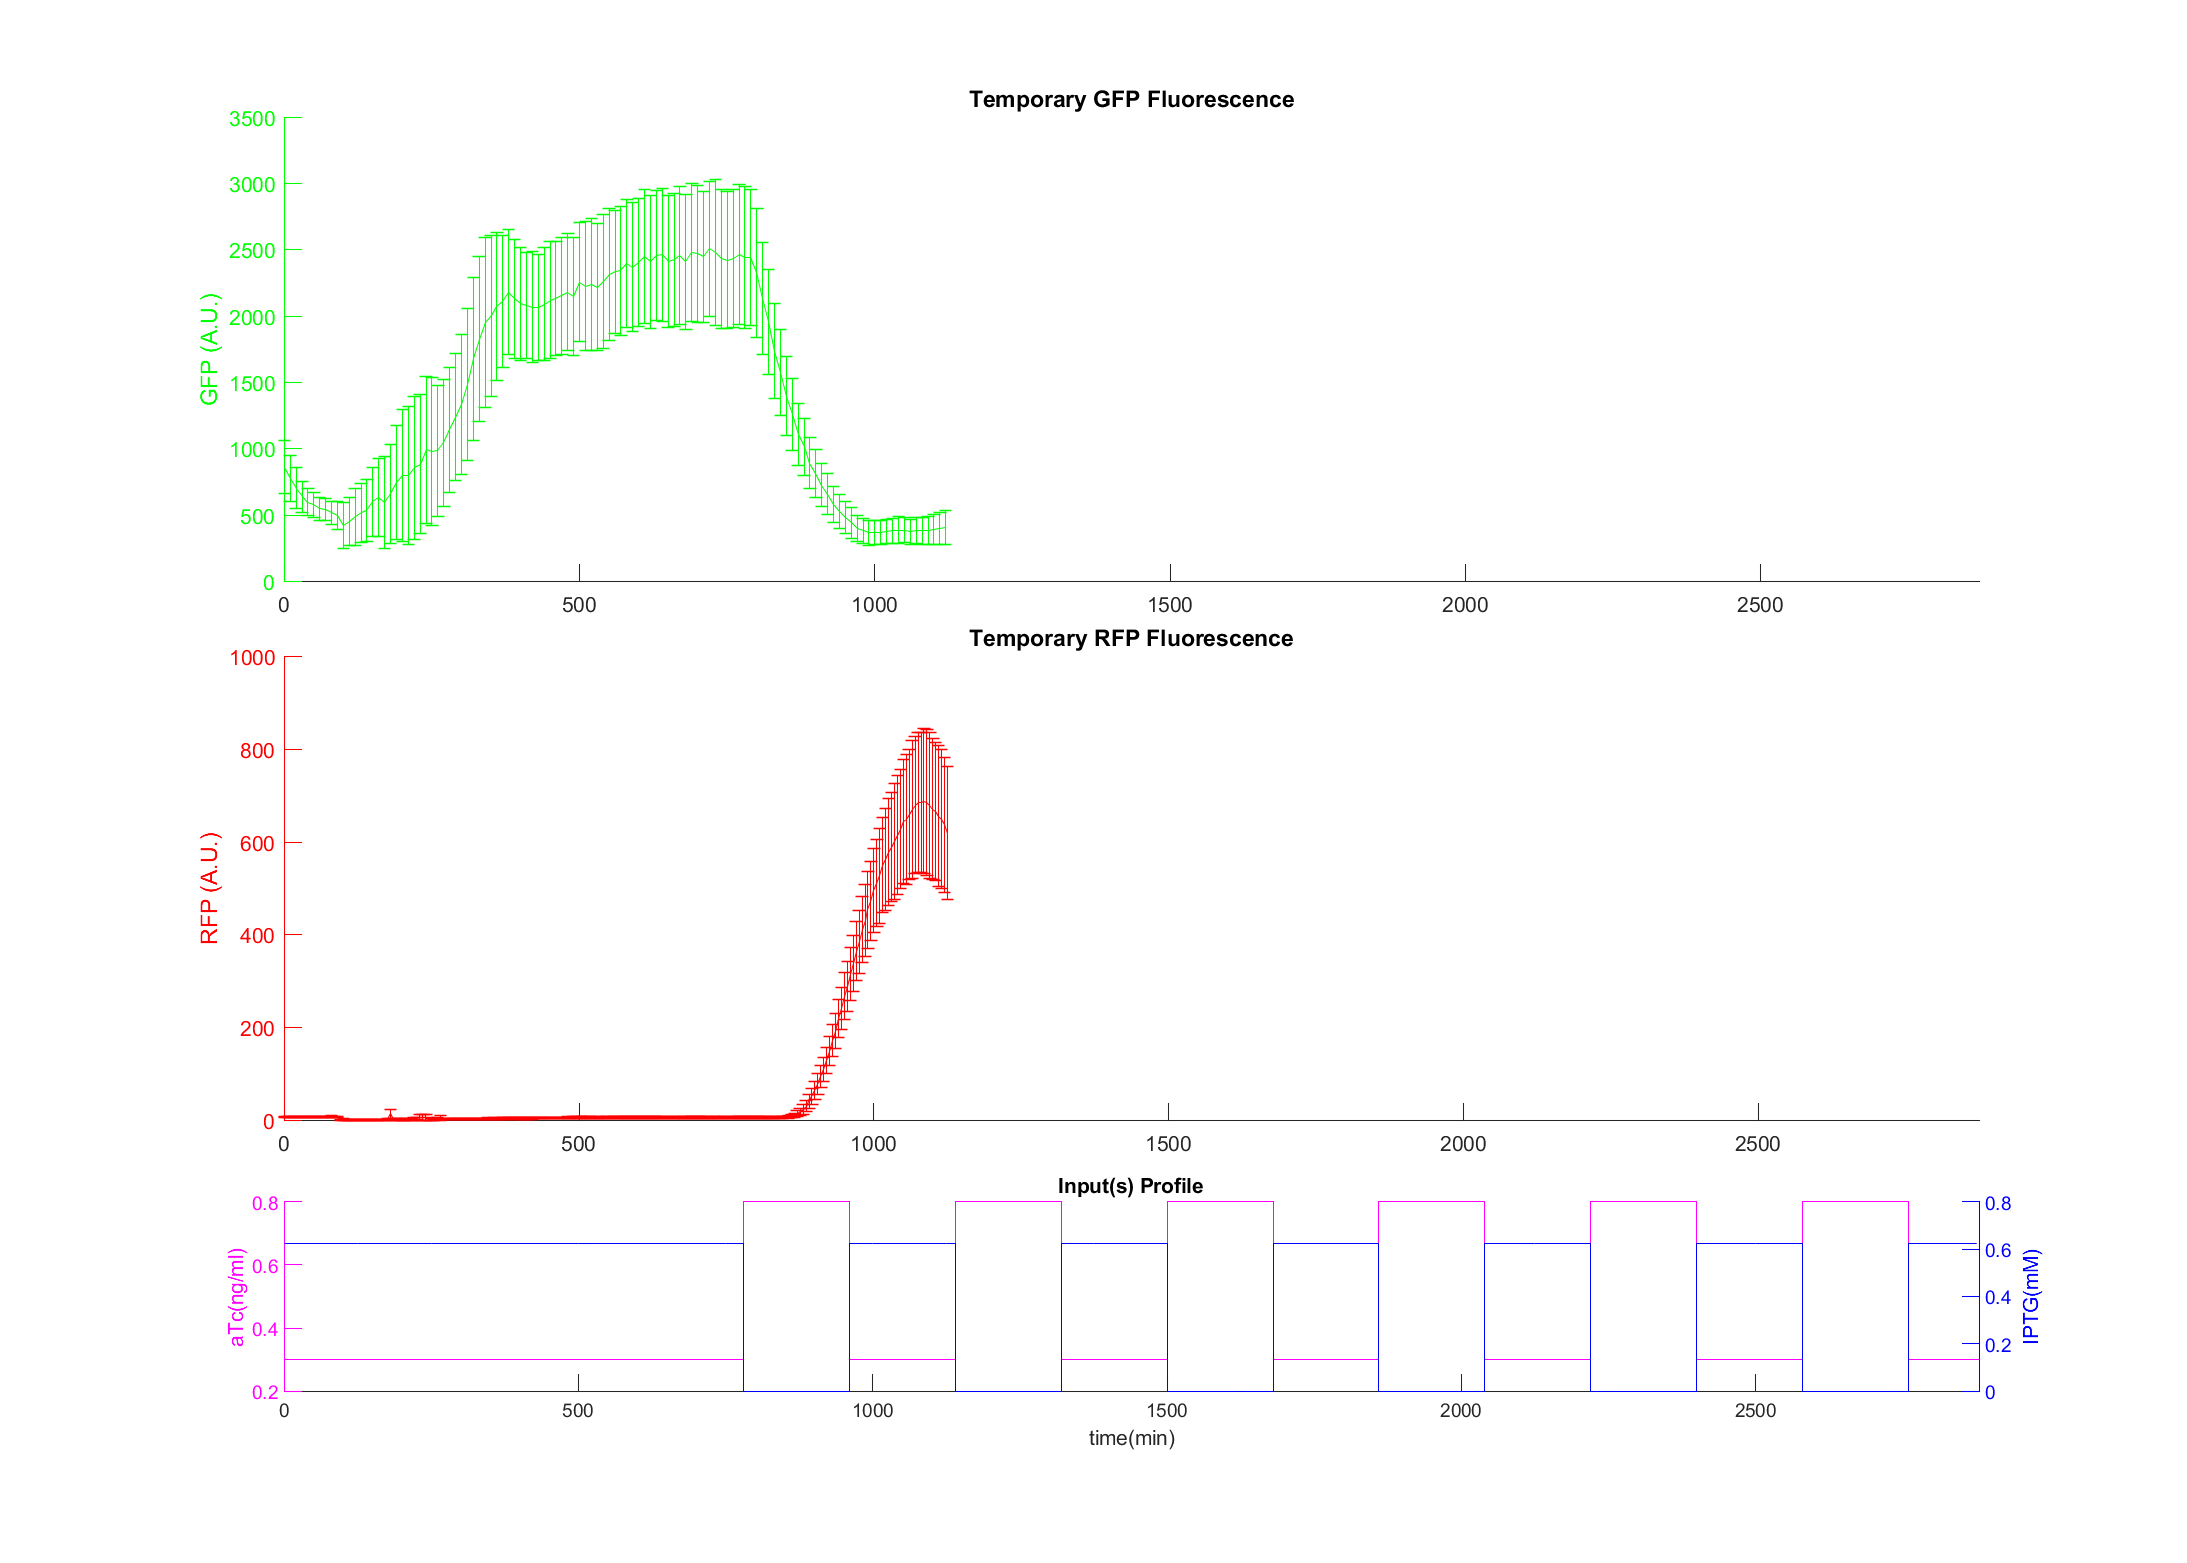 Temporary GFP Fluorescence
3500
3000
2500
2000
1500
1000
500
0
GFP (A.U.)
0 500 1000 1500 2000 2500
Temporary RFP Fluorescence
1000
800
600
400
200
0
RFP (A.U.)
0 500 1000 1500 2000 2500
Input(s) Profile
0.8
0.6
0.4
0.2
aTc(ng/ml)
0.8
0.6
0.4
0.2
0
IPTG(mM)
0 500 1000 1500 2000 2500
time(min)